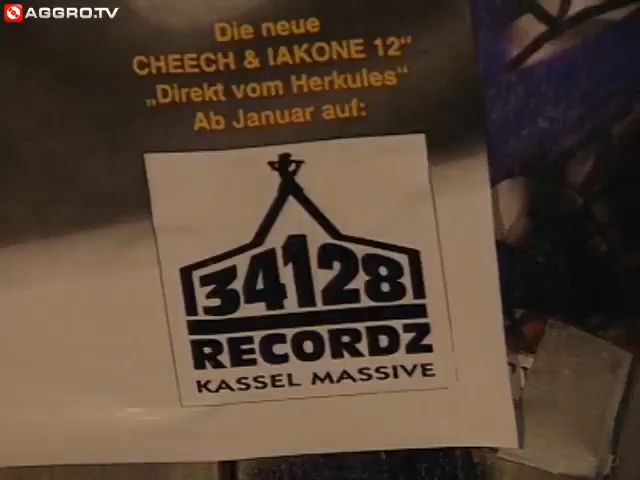 AGGRO.TV
Die neue
CHEECH & IAKONE 12“
„Direkt vom Herkules“
Ab Januar auf:
34128
RECORDZ
KASSEL MASSIVE